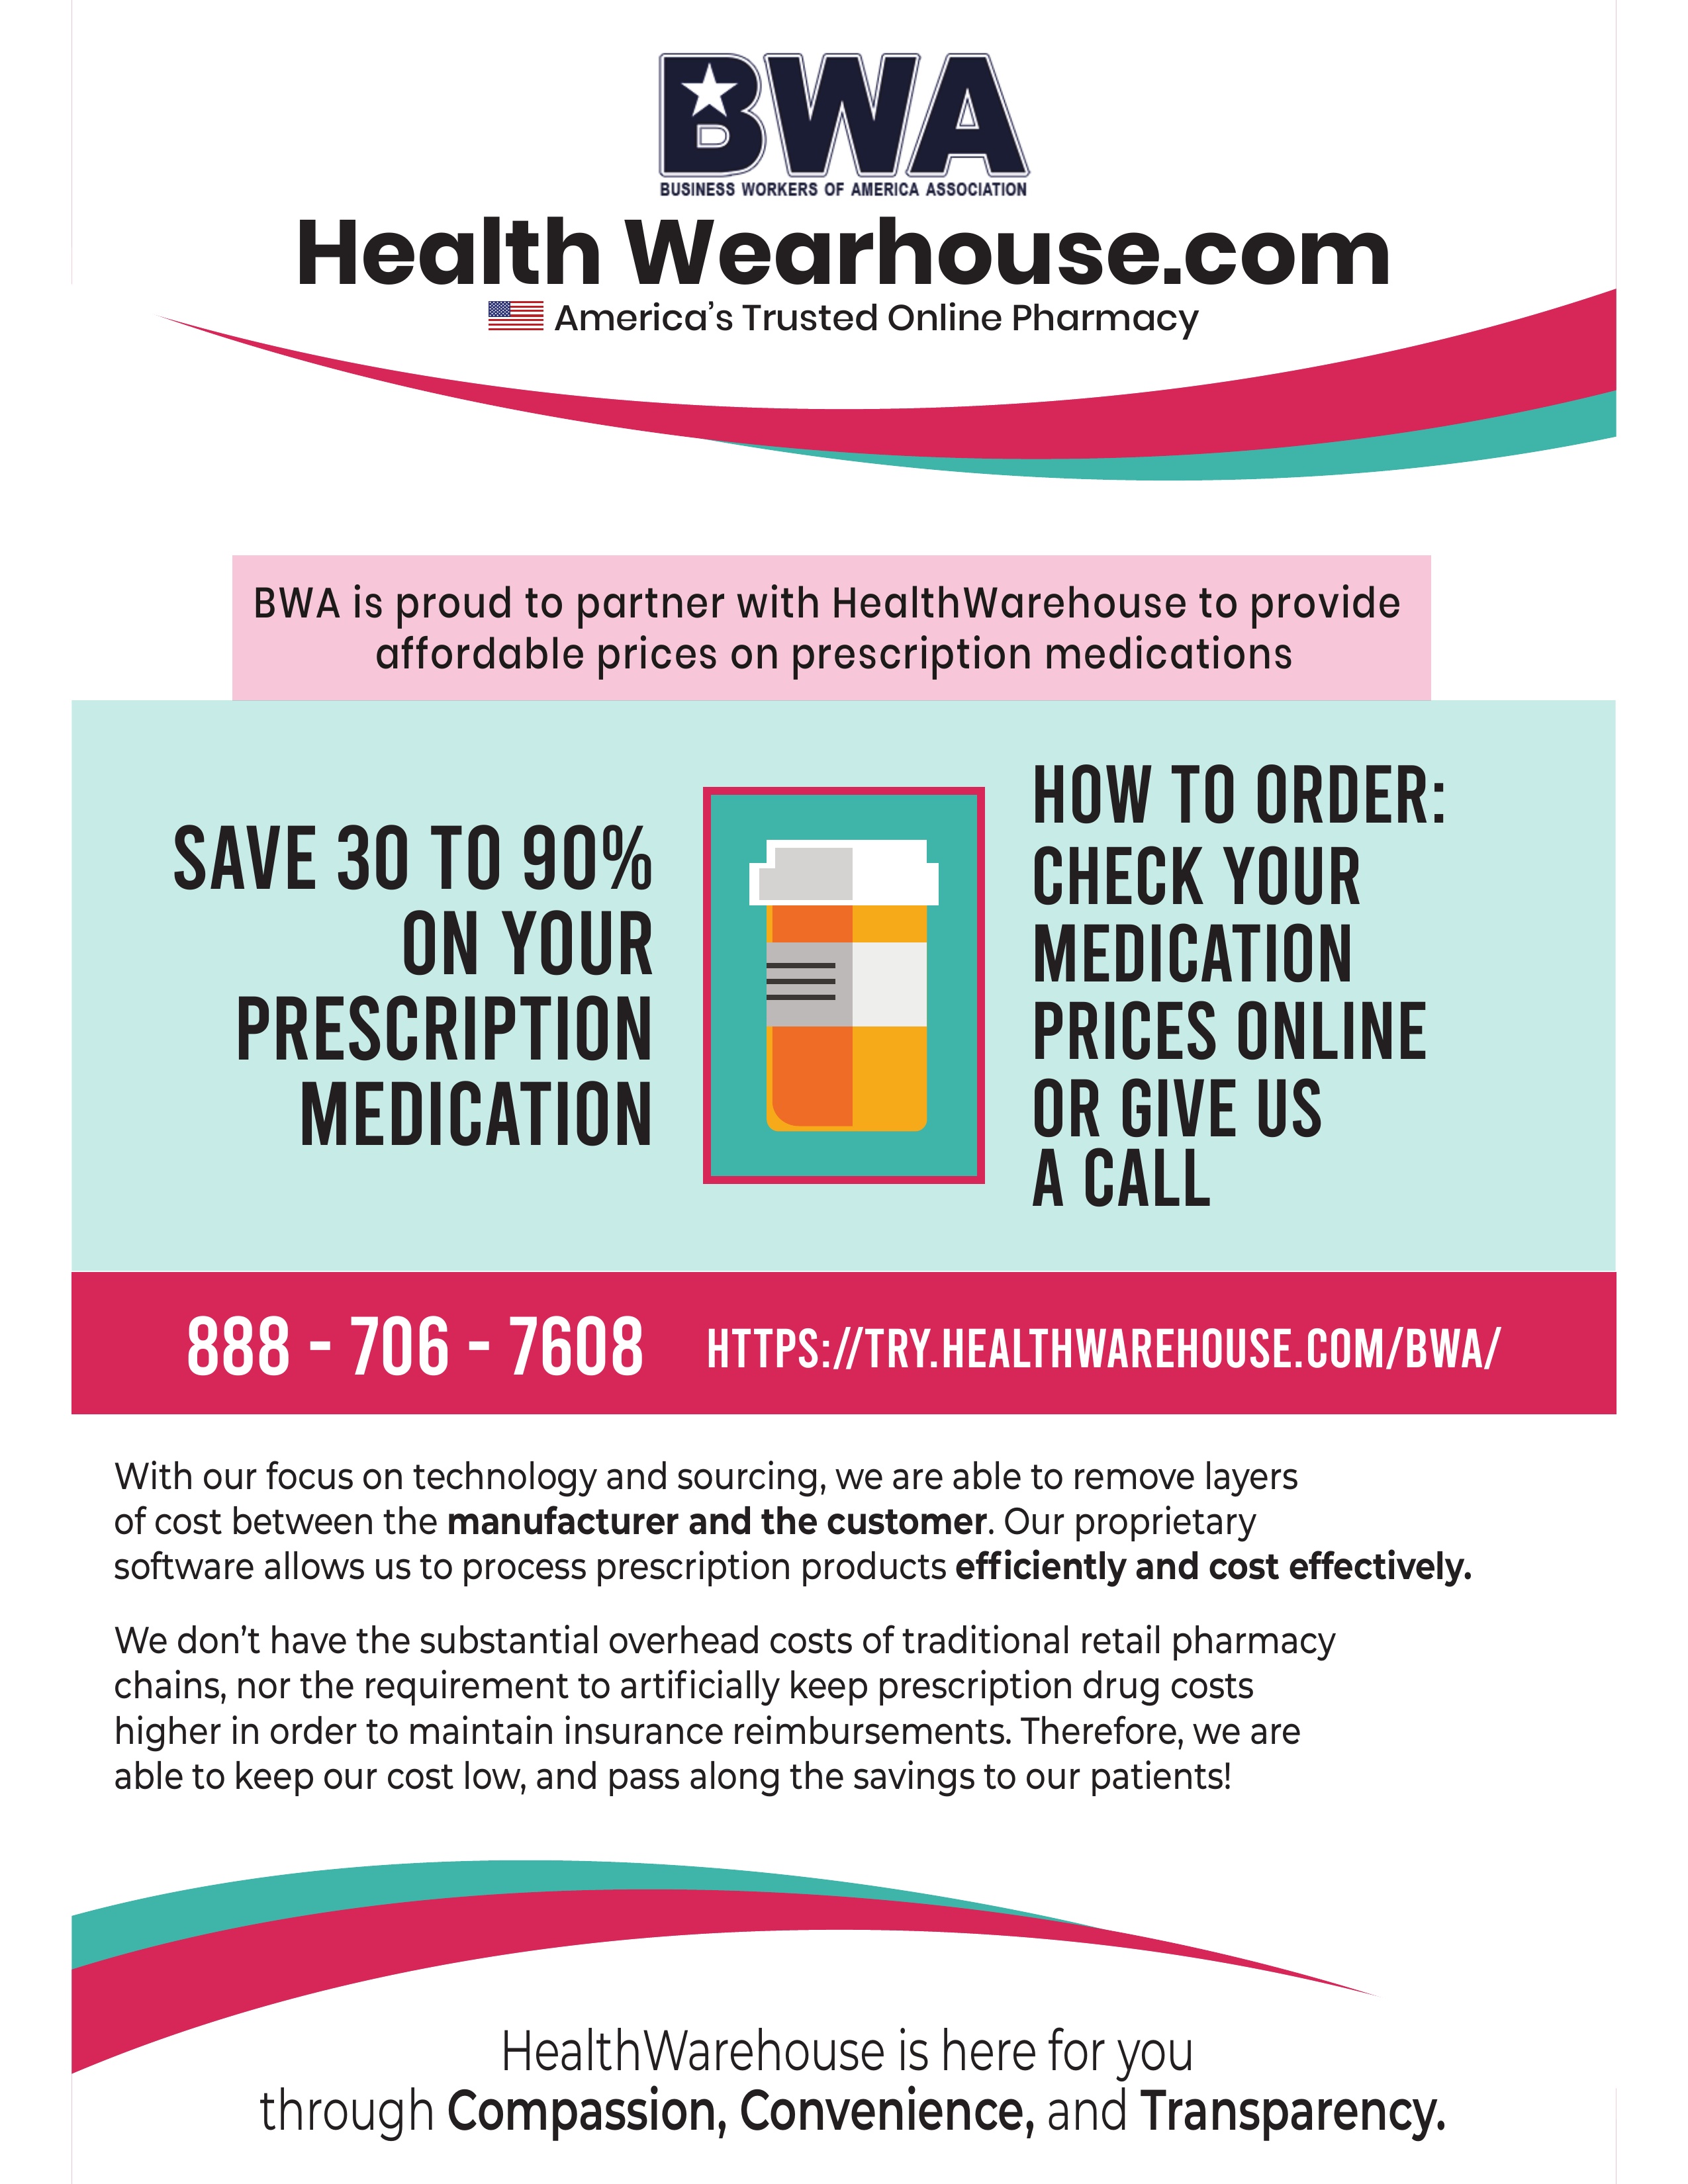 BWA
BUSINESS WORKERS OF AMERICA ASSOCIATION
Health Wearhouse.com
America's Trusted Online Pharmacy
BWA is proud to partner with HealthWarehouse to provide
affordable prices on prescription medications
SAVE 30 TO 90%
ON YOUR
PRESCRIPTION
MEDICATION
HOW TO ORDER:
CHECK YOUR
MEDICATION
PRICES ONLINE
OR GIVE US
A CALL
888 - 706 - 7608
HTTPS://TRY.HEALTHWAREHOUSE.COM/BWA/
With our focus on technology and sourcing, we are able to remove layers
of cost between the manufacturer and the customer. Our proprietary
software allows us to process prescription products efficiently and cost effectively.
We don't have the substantial overhead costs of traditional retail pharmacy
chains, nor the requirement to artificially keep prescription drug costs
higher in order to maintain insurance reimbursements. Therefore, we are
able to keep our cost low, and pass along the savings to our patients!
HealthWarehouse is here for you
through Compassion, Convenience, and Transparency.